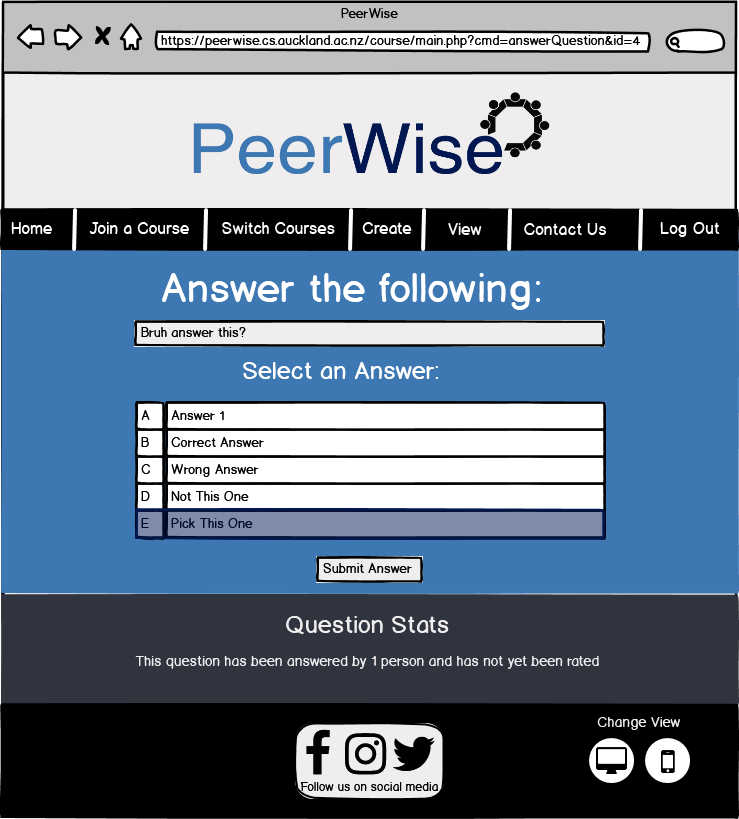 PeerWise
https://peerwise.cs.auckland.ac.nz/course/main.php?cmd=answerQuestion&id=4
PeerWise
Home Join a Course Switch Courses Create View Contact Us Log Out
Answer the following:
Bruh answer this?
Select an Answer:
A Answer 1
B Correct Answer
C Wrong Answer
D Not This One
E Pick This One
Submit Answer
Question Stats
This question has been answered by 1 person and has not yet been rated
Change View
Follow us on social media